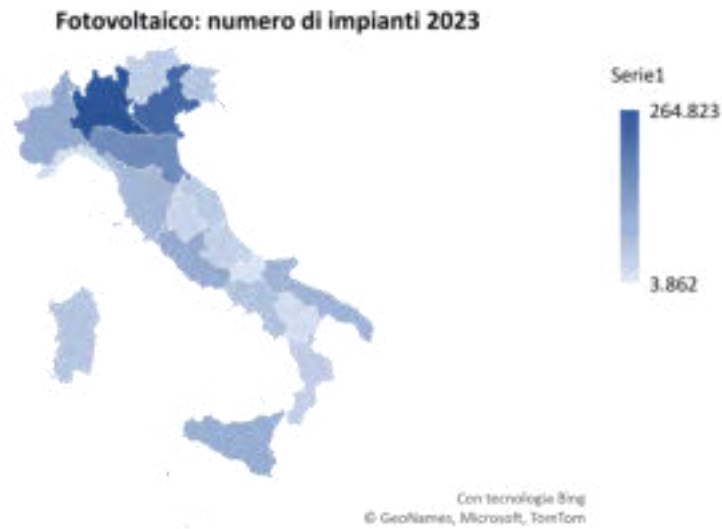 Fotovoltaico: numero di impianti 2023
Serie1
264.823
3.862
Con tecnologia Bing
© GeoNames, Microsoft, TomTom